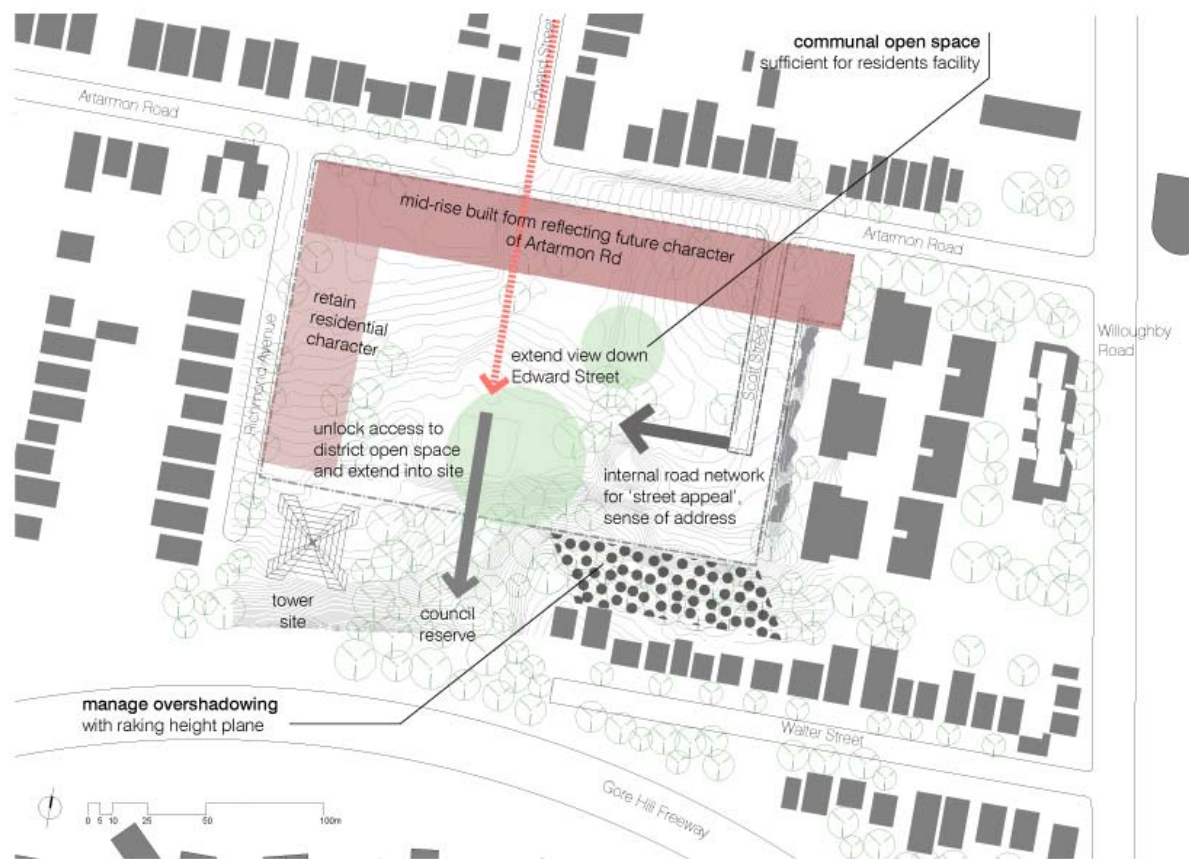 Edward Street
communal open space
sufficient for residents facility
Artarmon Road
mid-rise built form reflecting future character
of Artarmon Rd
Artarmon Road
retain
residential
character
Richmond Avenue
extend view down
Edward Street
Scott Street
Willoughby
Road
unlock access to
district open space
and extend into site
internal road network
for 'street appeal',
sense of address
tower
site
council
reserve
manage overshadowing
with raking height plane
Walter Street
Gore Hill Freeway
0 5 10 25 50 100m